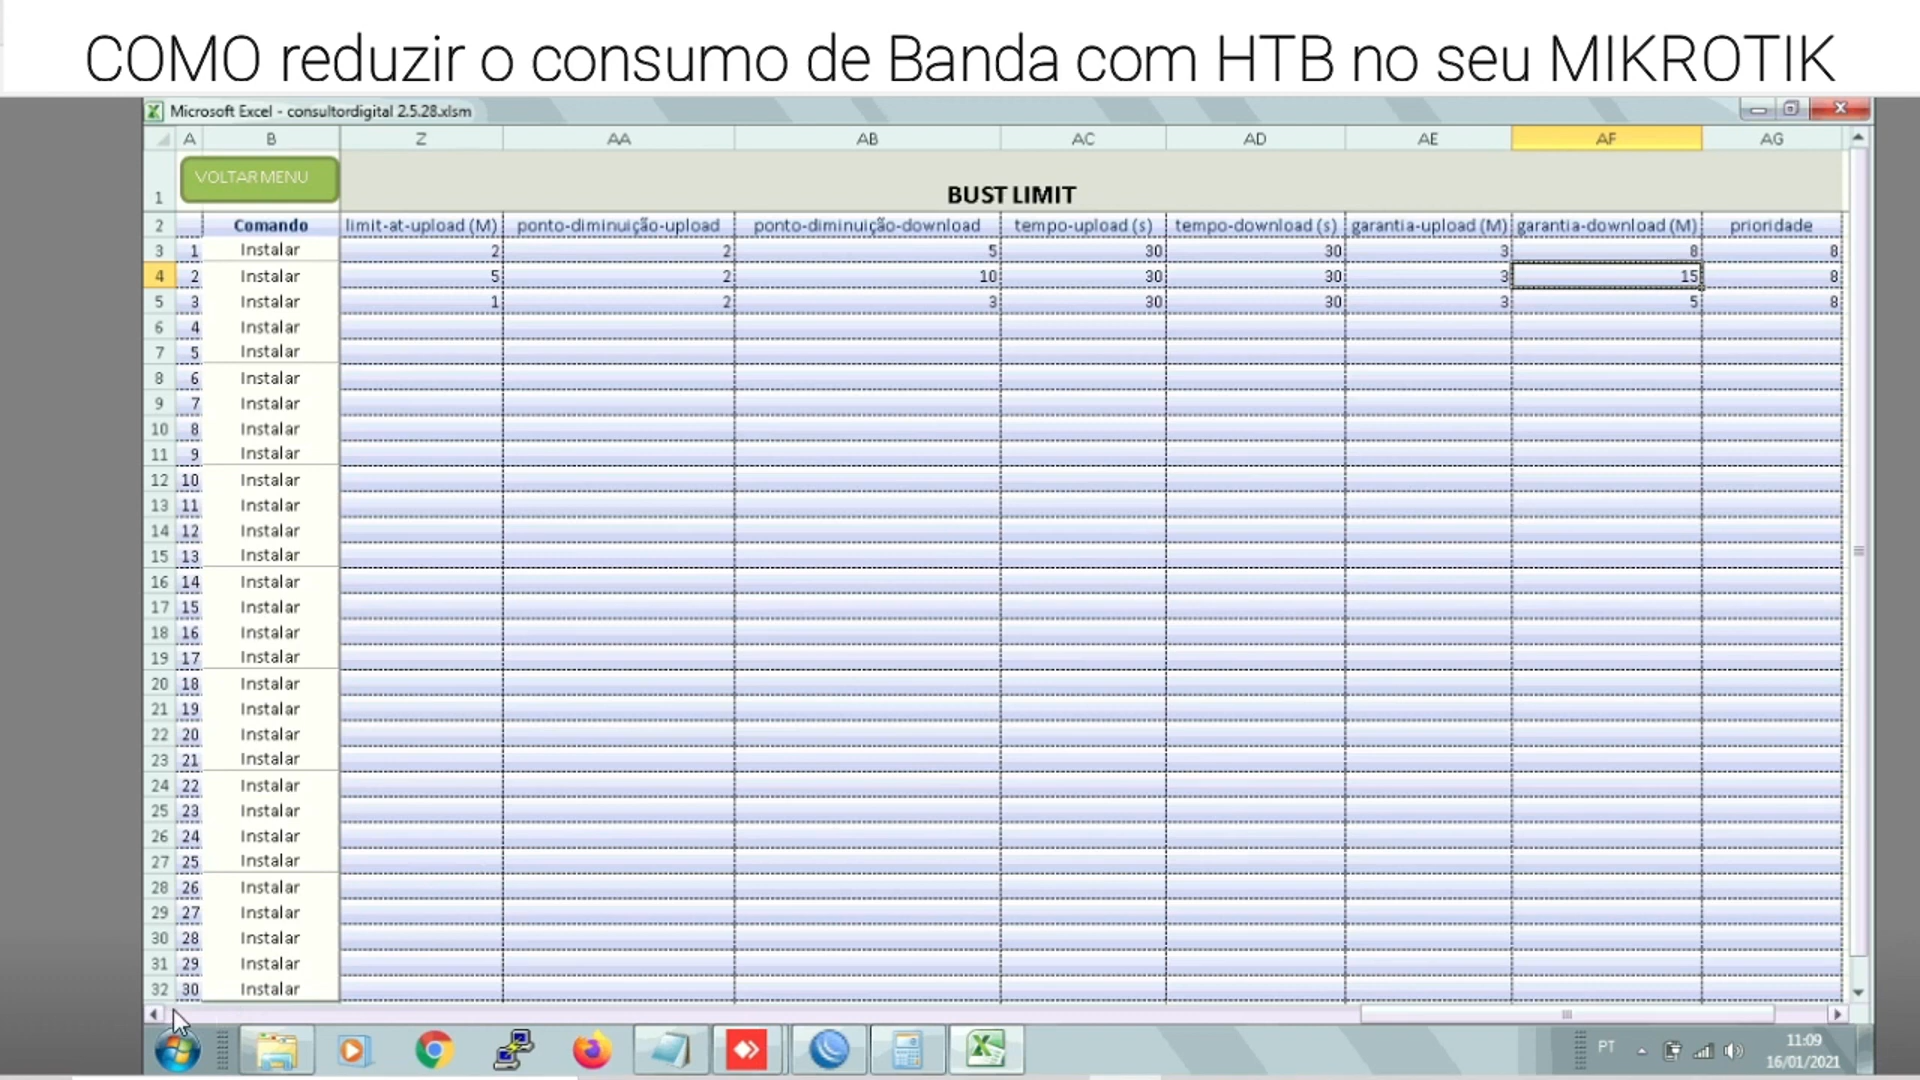 COMO reduzir o consumo de Banda com HTB no seu MIKROTIK
Microsoft Excel - consultordigital 2.5.28.xlsm
A B Z AA AB AC AD AE AF AG
VOLTAR MENU
1 BUST LIMIT
2 Comando limit-at-upload (M) ponto-diminuição-upload ponto-diminuição-download tempo-upload (s) tempo-download (s) garantia-upload (M) garantia-download (M) prioridade
3 1 Instalar 2 2 5 30 30 3 8 8
4 2 Instalar 5 2 10 30 30 3 15 8
5 3 Instalar 1 2 3 30 30 3 5 8
6 4 Instalar
7 5 Instalar
8 6 Instalar
9 7 Instalar
10 8 Instalar
11 9 Instalar
12 10 Instalar
13 11 Instalar
14 12 Instalar
15 13 Instalar
16 14 Instalar
17 15 Instalar
18 16 Instalar
19 17 Instalar
20 18 Instalar
21 19 Instalar
22 20 Instalar
23 21 Instalar
24 22 Instalar
25 23 Instalar
26 24 Instalar
27 25 Instalar
28 26 Instalar
29 27 Instalar
30 28 Instalar
31 29 Instalar
32 30 Instalar
PT 11:09
16/01/2021